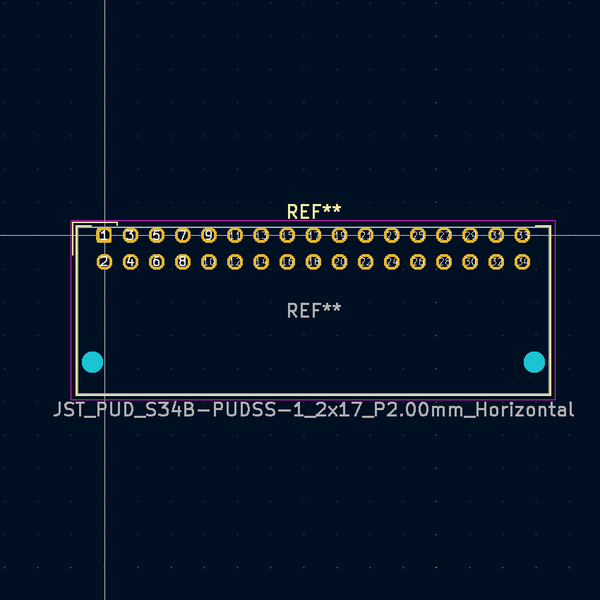 REF**
1 3 5 7 9 11 13 15 17 19 21 23 25 27 29 31 33
2 4 6 8 10 12 14 16 18 20 22 24 26 28 30 32 34
REF**
JST_PUD_S34B-PUDSS-1_2x17_P2.00mm_Horizontal